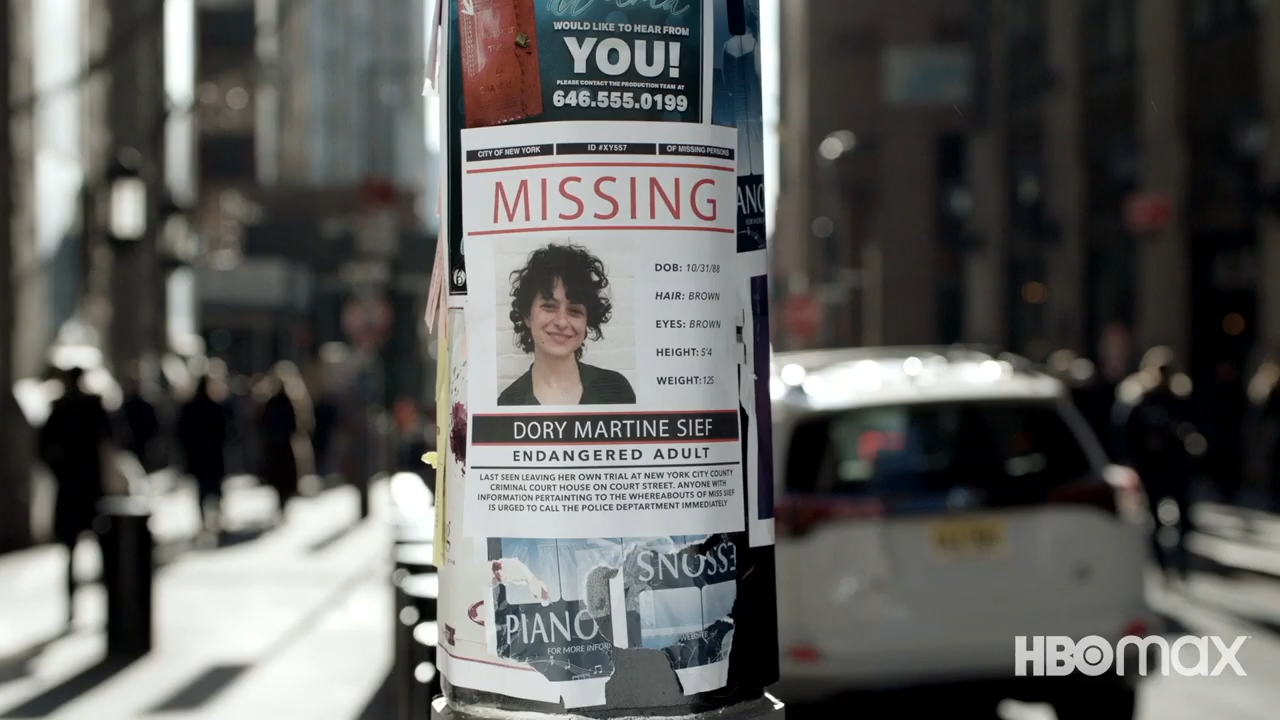 WOULD LIKE TO HEAR FROM
YOU!
PLEASE CONTACT THE PRODUCTION TEAM AT
646.555.0199
CITY OF NEW YORK
ID #XY557
OF MISSING PERSONS
MISSING
DOB: 10/31/88
HAIR: BROWN
EYES: BROWN
HEIGHT: 5'4
WEIGHT: 125
DORY MARTINE SIEF
ENDANGERED ADULT
LAST SEEN LEAVING HER OWN TRIAL AT NEW YORK CITY COUNTY
CRIMINAL COURT HOUSE ON COURT STREET. ANYONE WITH
INFORMATION PERTAINING TO THE WHEREABOUTS OF MISS SIEF
IS URGED TO CALL THE POLICE DEPTARTMENT IMMEDIATELY
PIANO
FOR MORE INFOR
WEBSITE
HBOmax